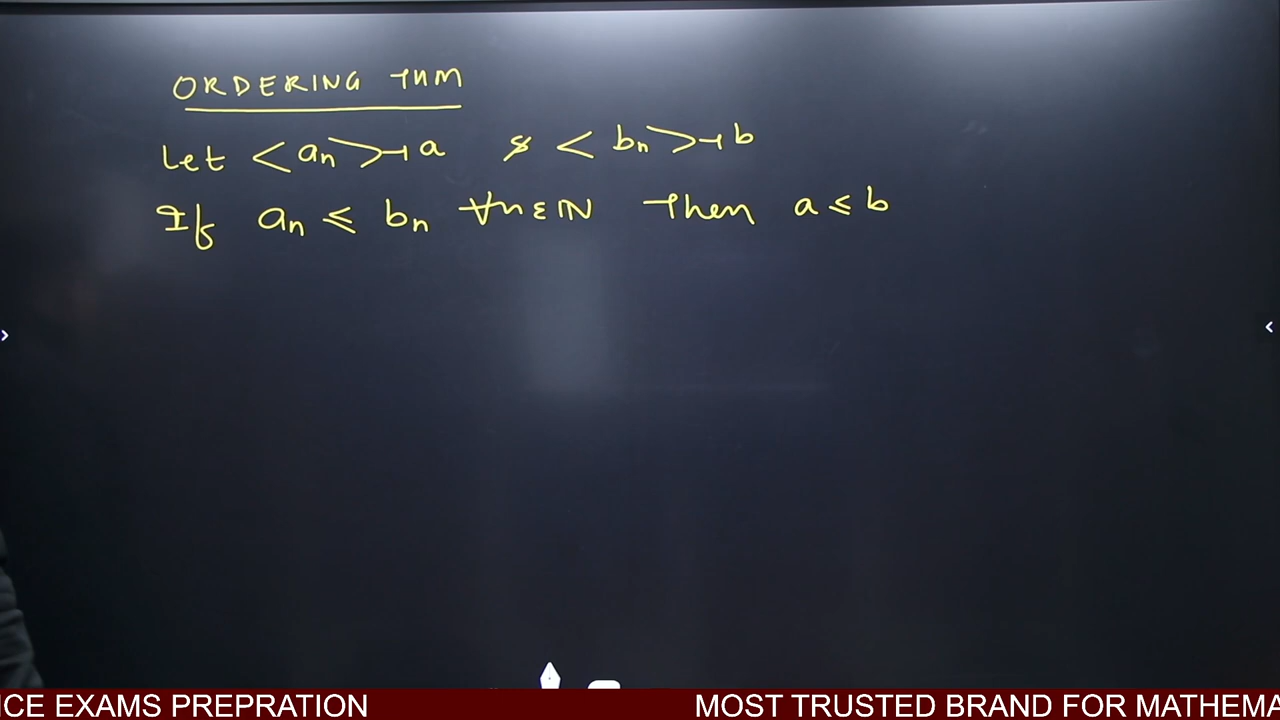 ORDERING THM
Let <an> → a & <bn> → b
If an ≤ bn ∀n∈ℕ Then a ≤ b
ICE EXAMS PREPRATION MOST TRUSTED BRAND FOR MATHEMA